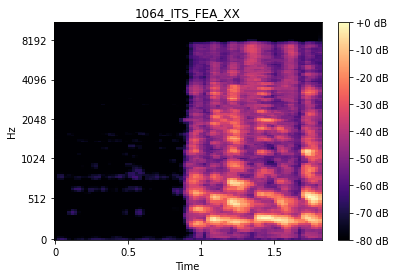 1064_ITS_FEA_XX
8192
4096
2048
1024
512
0
Hz
0
0.5
1
1.5
Time
+0 dB
-10 dB
-20 dB
-30 dB
-40 dB
-50 dB
-60 dB
-70 dB
-80 dB